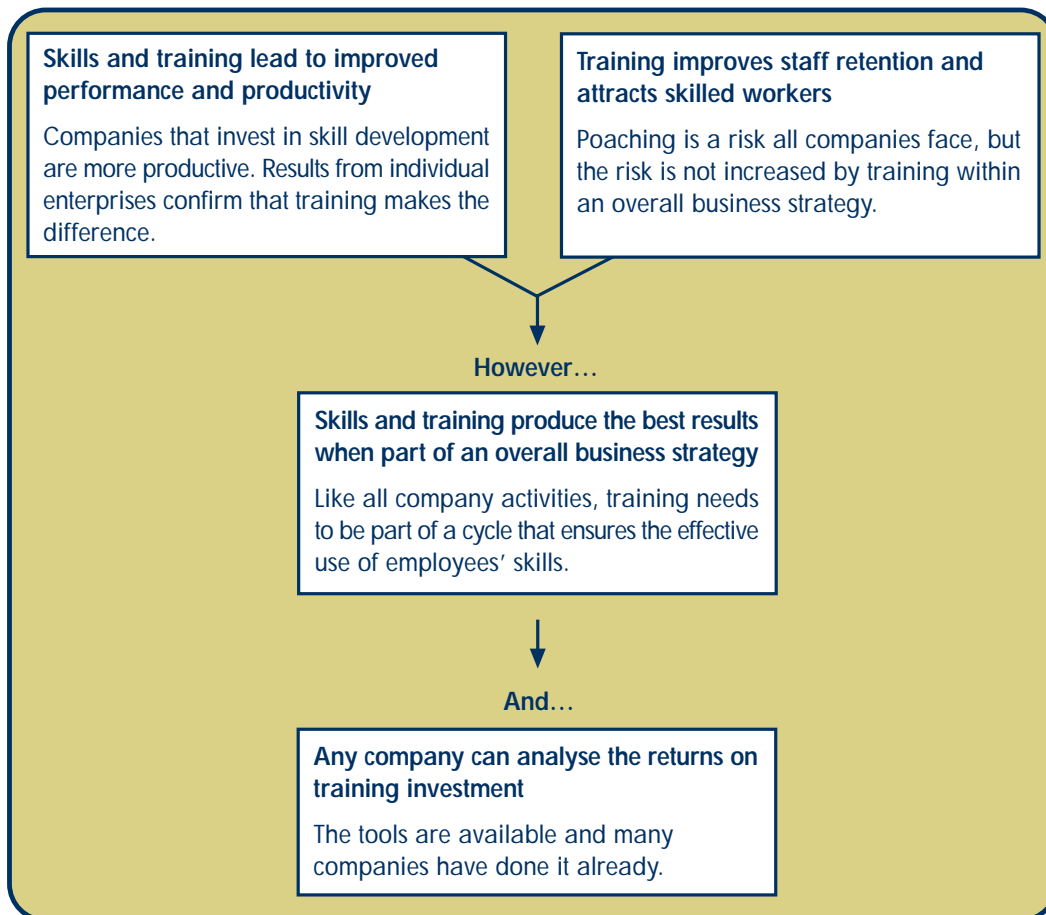 Skills and training lead to improved
performance and productivity
Companies that invest in skill development
are more productive. Results from individual
enterprises confirm that training makes the
difference.
Training improves staff retention and
attracts skilled workers
Poaching is a risk all companies face, but
the risk is not increased by training within
an overall business strategy.
However…
Skills and training produce the best results
when part of an overall business strategy
Like all company activities, training needs
to be part of a cycle that ensures the effective
use of employees’ skills.
And…
Any company can analyse the returns on
training investment
The tools are available and many
companies have done it already.